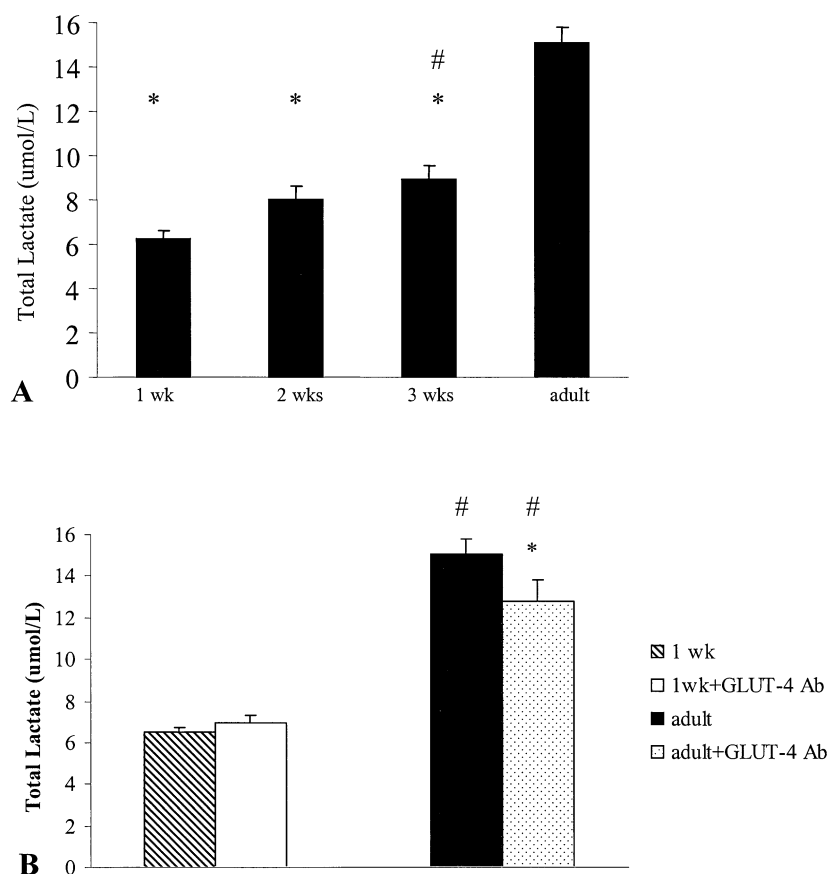 Total Lactate (umol/L)
16
14
12
10
8
6
4
2
0
#
* * *
1 wk 2 wks 3 wks adult
A
Total Lactate (umol/L)
16
14
12
10
8
6
4
2
0
# #
*
1 wk
1wk+GLUT-4 Ab
adult
adult+GLUT-4 Ab
B